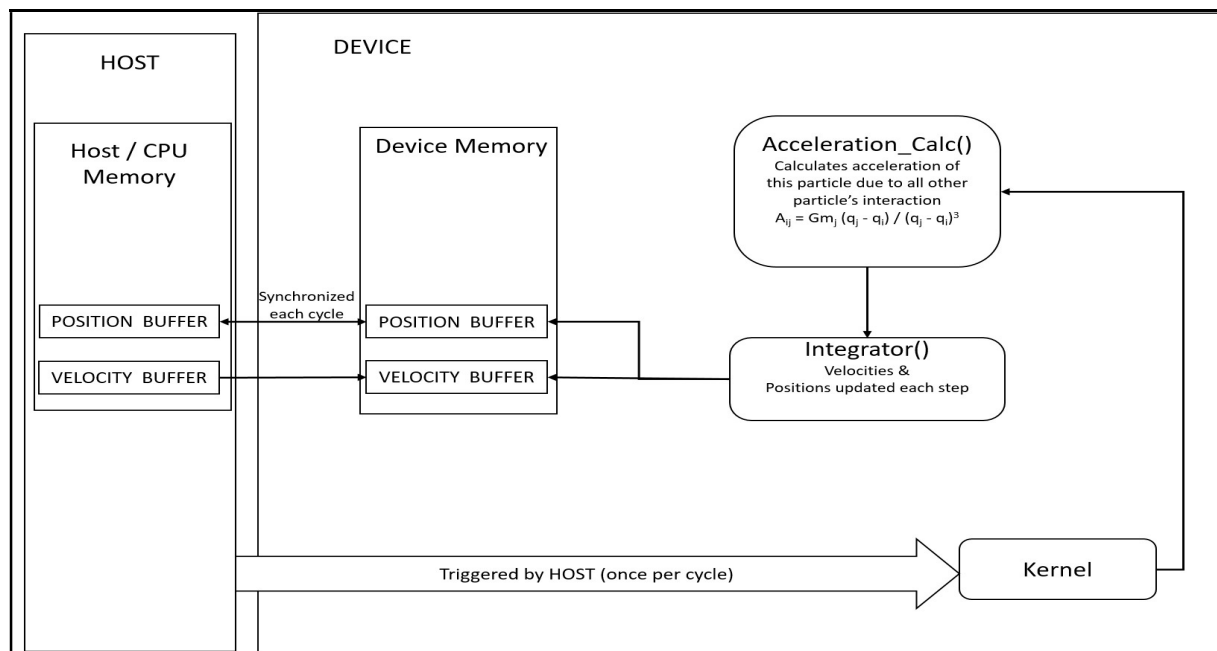 HOST
DEVICE
Host / CPU
Memory
Device Memory
Acceleration_Calc()
Calculates acceleration of
this particle due to all other
particle's interaction
Aᵢⱼ = Gmⱼ (qⱼ - qᵢ) / (qⱼ - qᵢ)³
Synchronized
each cycle
POSITION BUFFER
POSITION BUFFER
VELOCITY BUFFER
VELOCITY BUFFER
Integrator()
Velocities &
Positions updated each step
Triggered by HOST (once per cycle)
Kernel